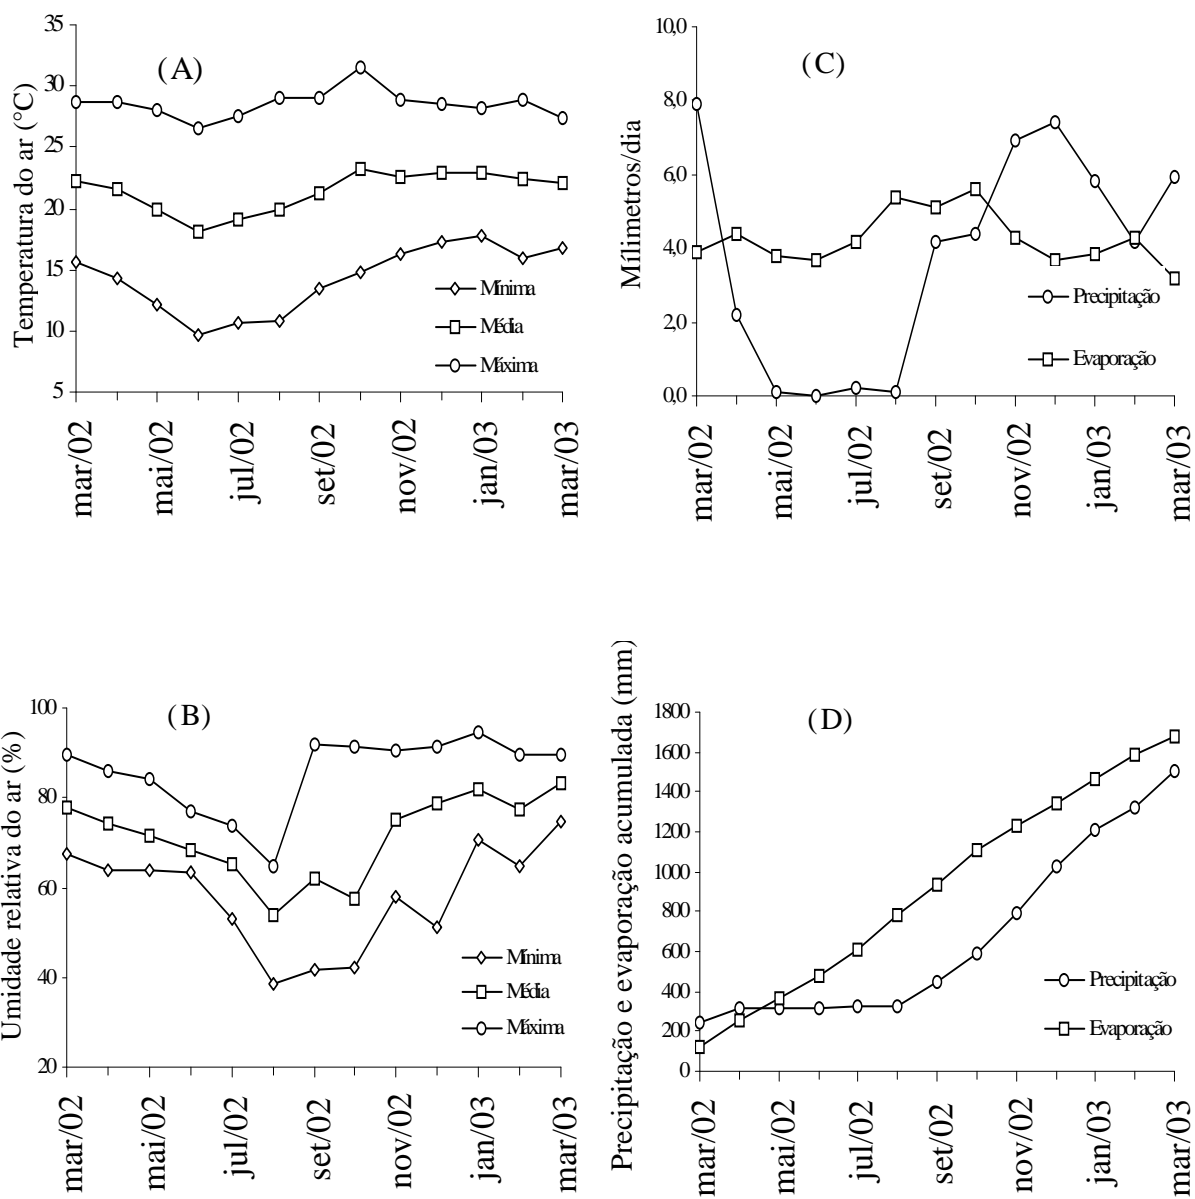 (A)
Temperatura do ar (°C)
35
30
25
20
15
10
5
Mínima
Média
Máxima
mar/02
mai/02
jul/02
set/02
nov/02
jan/03
mar/03
(C)
Mílimetros/dia
10,0
8,0
6,0
4,0
2,0
0,0
Precipitação
Evaporação
mar/02
mai/02
jul/02
set/02
nov/02
jan/03
mar/03
(B)
Umidade relativa do ar (%)
100
80
60
40
20
Mínima
Média
Máxima
mar/02
mai/02
jul/02
set/02
nov/02
jan/03
mar/03
(D)
Precipitação e evaporação acumulada (mm)
1800
1600
1400
1200
1000
800
600
400
200
0
Precipitação
Evaporação
mar/02
mai/02
jul/02
set/02
nov/02
jan/03
mar/03